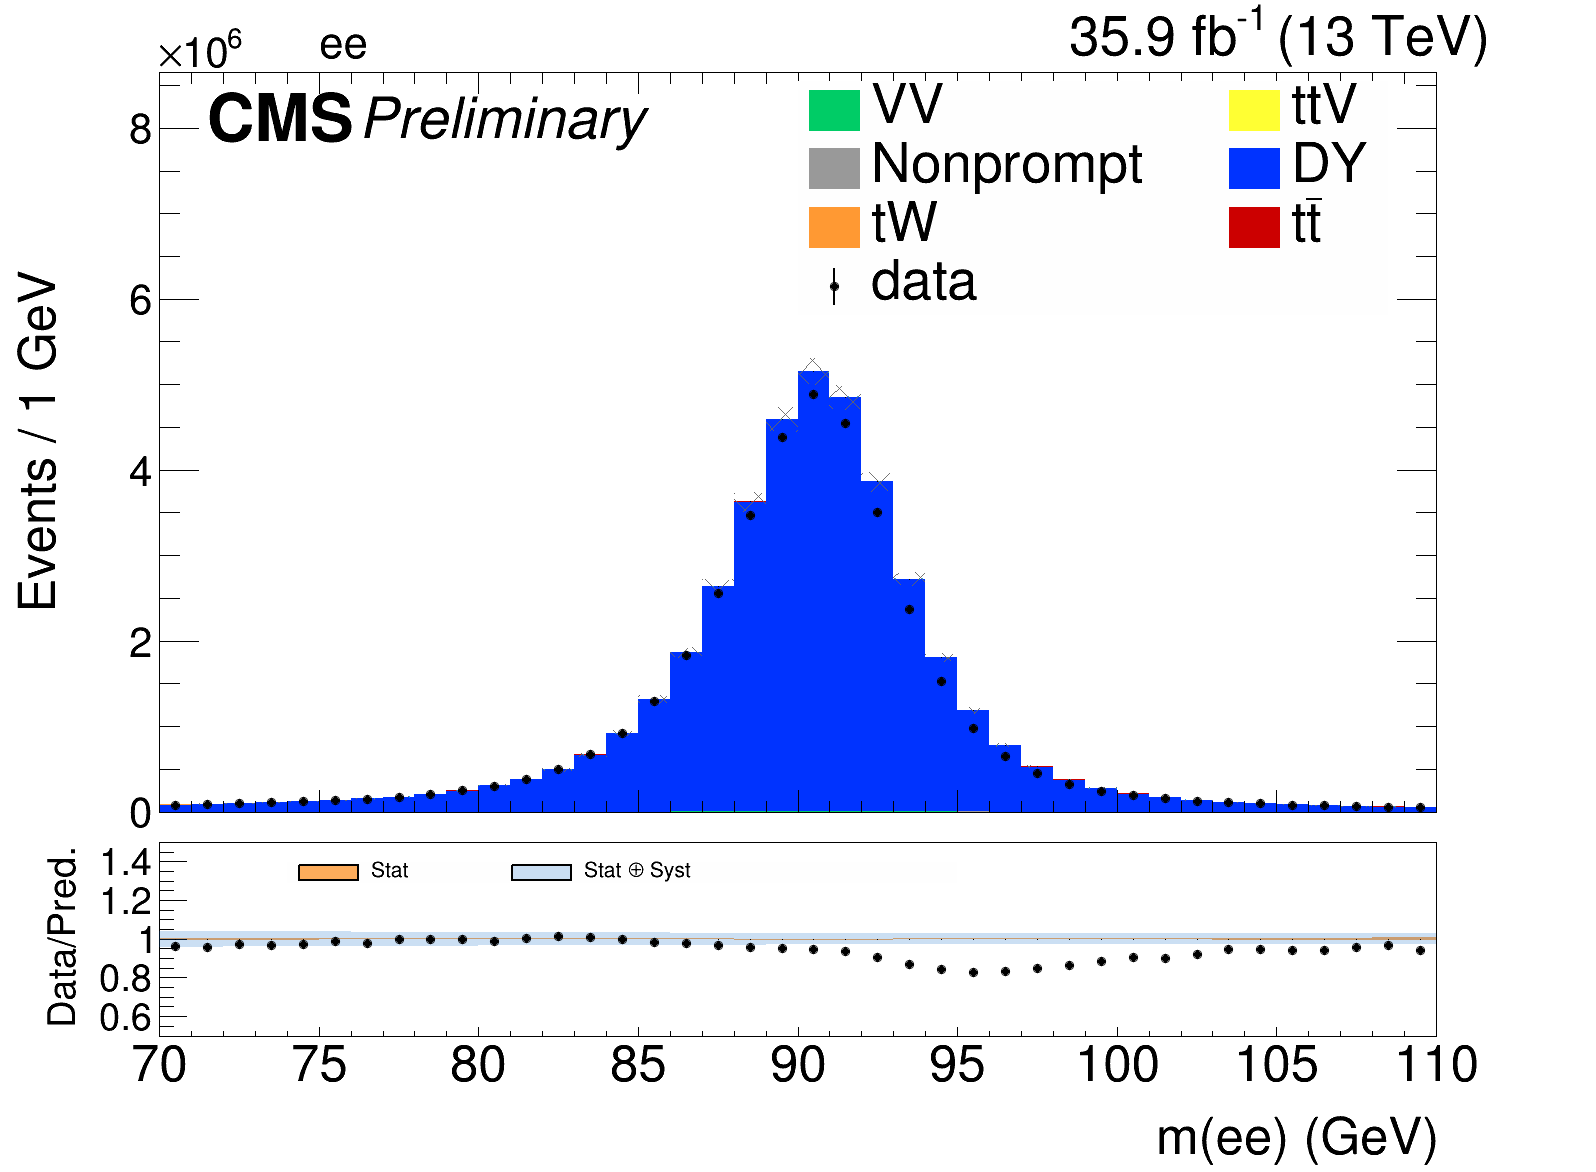 ×10⁶ ee 35.9 fb⁻¹ (13 TeV)
CMS Preliminary
VV ttV
Nonprompt DY
tW tt̄
data
Events / 1 GeV
8
6
4
2
0
Data/Pred.
Stat Stat ⊕ Syst
1.4
1.2
1
0.8
0.6
70 75 80 85 90 95 100 105 110
m(ee) (GeV)